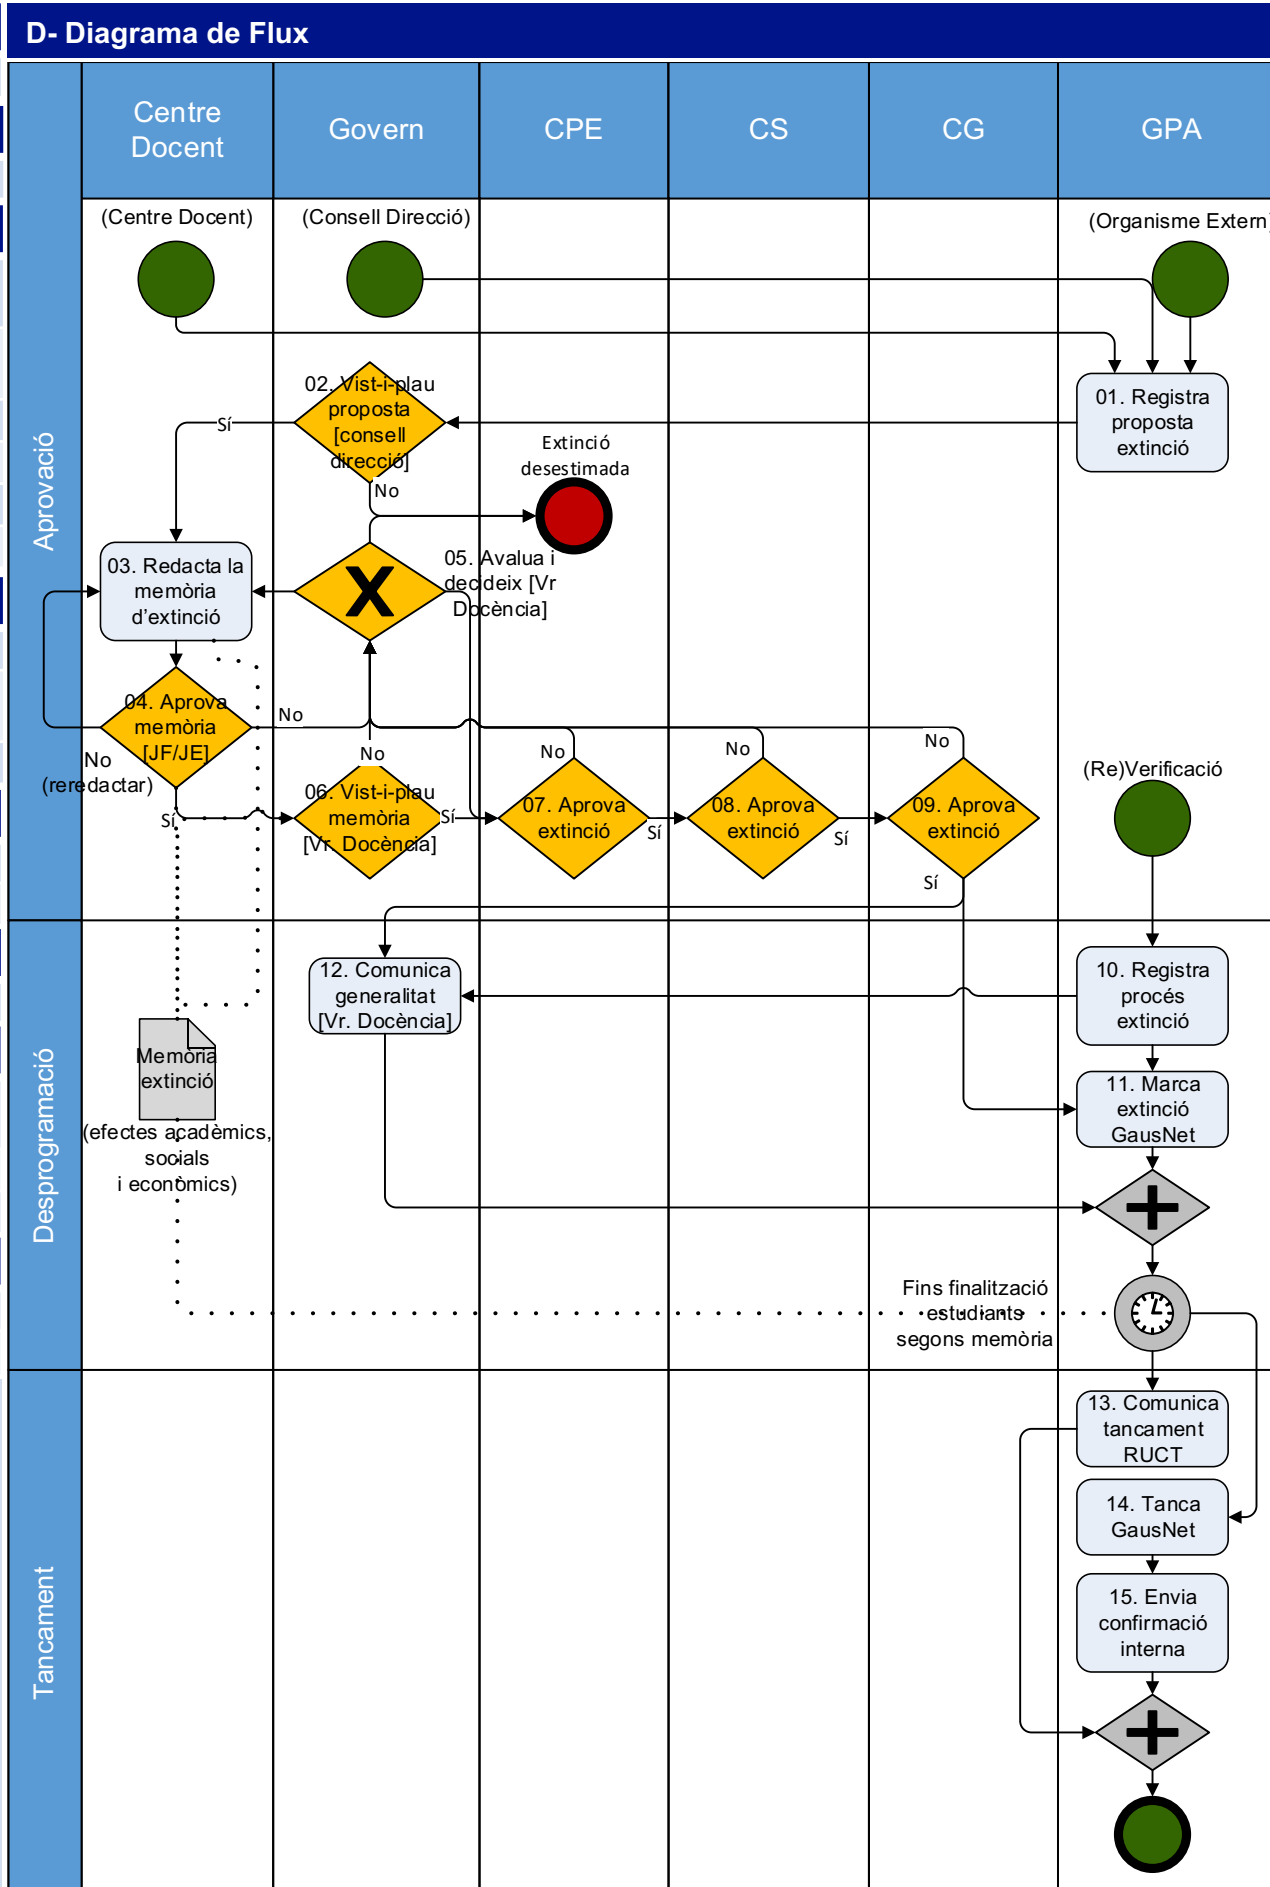 D- Diagrama de Flux
Centre
Docent
Govern
CPE
CS
CG
GPA
Aprovació
(Centre Docent)
(Consell Direcció)
(Organisme Extern)
01. Registra
proposta
extinció
02. Vist-i-plau
proposta
[consell
direcció]
Sí
No
Extinció
desestimada
03. Redacta la
memòria
d'extinció
05. Avalua i
decideix [Vr
Docència]
04. Aprova
memòria
[JF/JE]
No
No
(reredactar)
Sí
No
06. Vist-i-plau
memòria
[Vr. Docència]
Sí
No
07. Aprova
extinció
Sí
No
08. Aprova
extinció
Sí
No
09. Aprova
extinció
Sí
(Re)Verificació
Desprogramació
12. Comunica
generalitat
[Vr. Docència]
10. Registra
procés
extinció
Memòria
extinció
(efectes acadèmics,
socials
i econòmics)
11. Marca
extinció
GausNet
Fins finalització
estudiants
segons memòria
Tancament
13. Comunica
tancament
RUCT
14. Tanca
GausNet
15. Envia
confirmació
interna